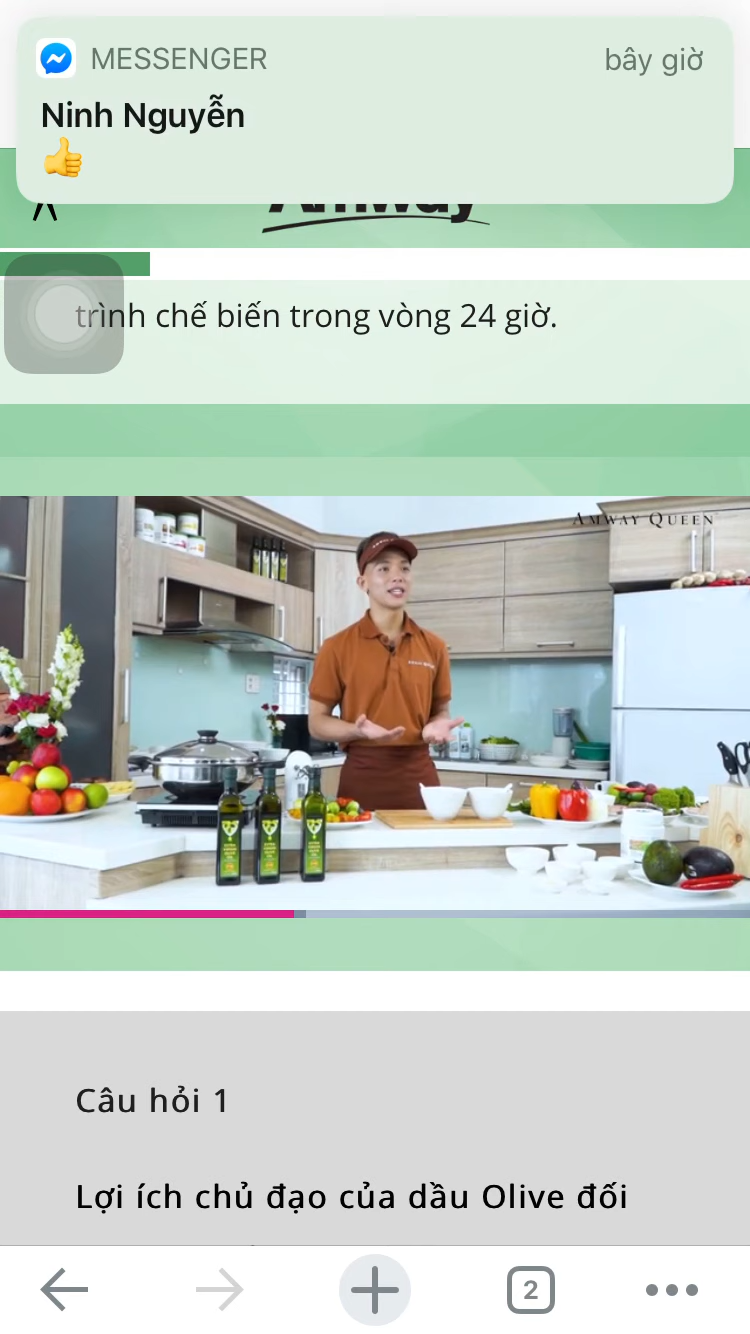 MESSENGER
bây giờ
Ninh Nguyễn
👍
Amway
trình chế biến trong vòng 24 giờ.
AMWAY QUEEN
Câu hỏi 1
Lợi ích chủ đạo của dầu Olive đối
2